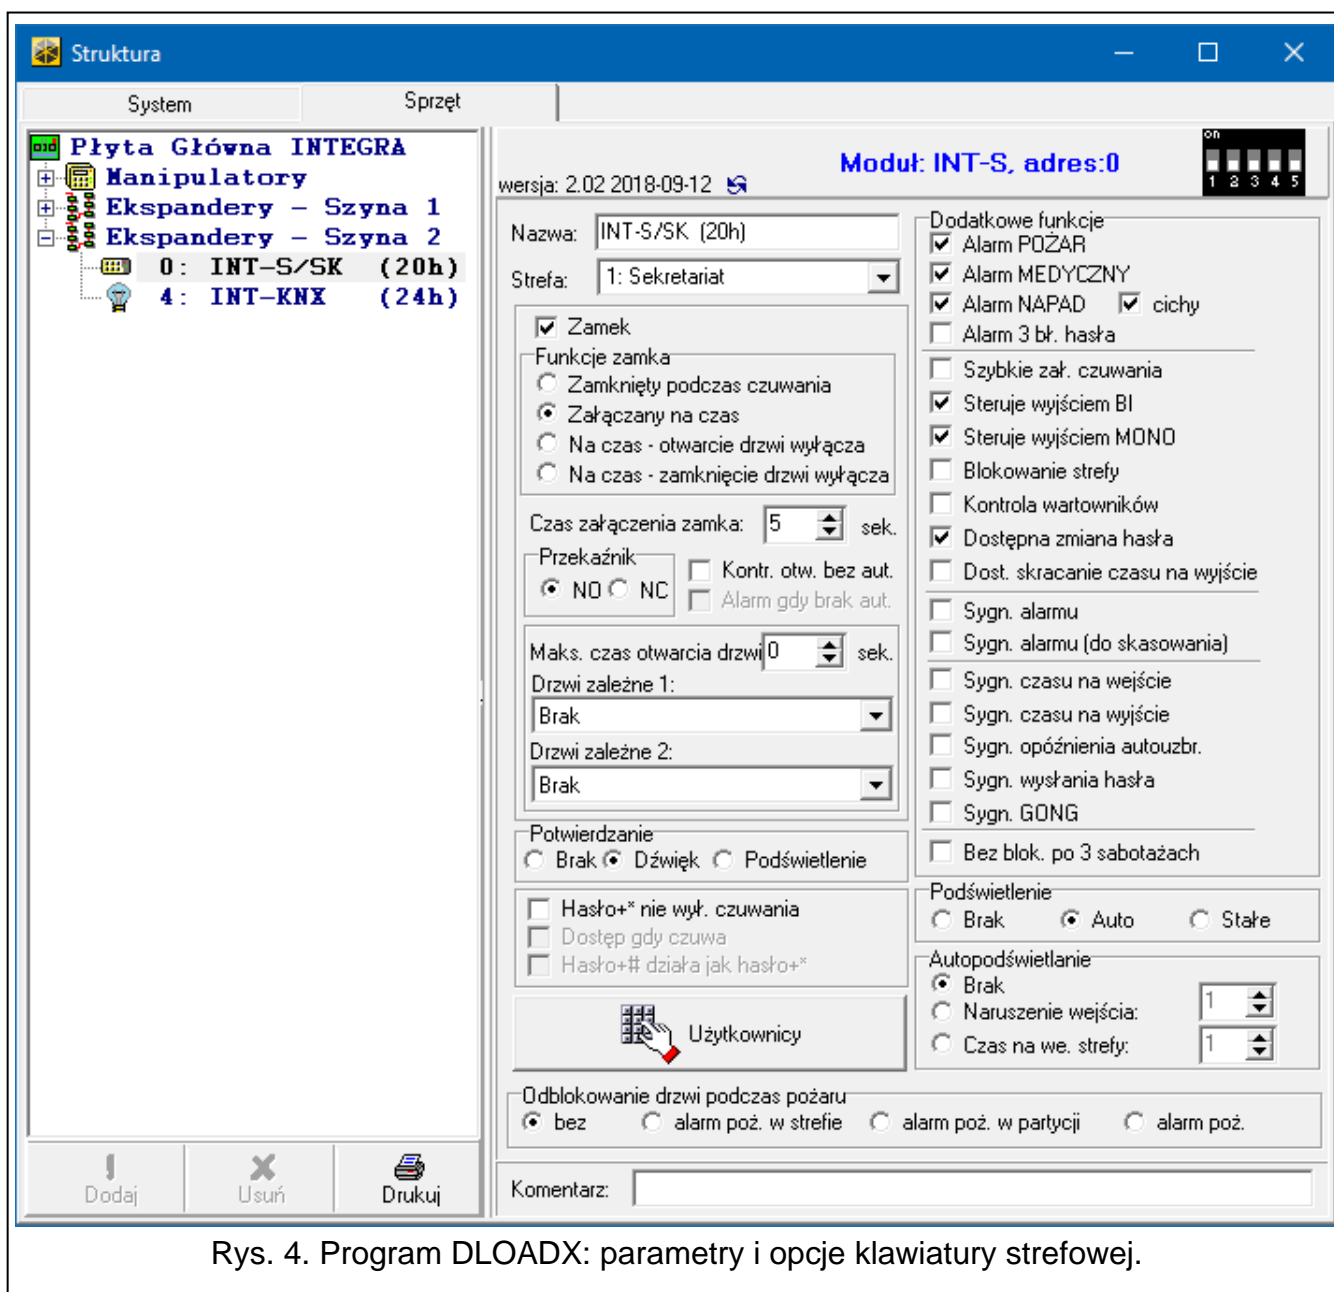 Struktura
System
Sprzęt
Płyta Główna INTEGRA
Manipulatory
Ekspandery – Szyna 1
Ekspandery – Szyna 2
0: INT-S/SK (20h)
4: INT-KNX (24h)
Dodaj
Usuń
Drukuj
wersja: 2.02 2018-09-12
Moduł: INT-S, adres:0
on
1 2 3 4 5
Nazwa: INT-S/SK (20h)
Strefa: 1: Sekretariat
Zamek
Funkcje zamka
Zamknięty podczas czuwania
Załączany na czas
Na czas - otwarcie drzwi wyłącza
Na czas - zamknięcie drzwi wyłącza
Czas załączenia zamka: 5 sek.
Przekaźnik
NO NC
Kontr. otw. bez aut.
Alarm gdy brak aut.
Maks. czas otwarcia drzwi 0 sek.
Drzwi zależne 1:
Brak
Drzwi zależne 2:
Brak
Potwierdzanie
Brak Dźwięk Podświetlenie
Hasło+* nie wył. czuwania
Dostęp gdy czuwa
Hasło+# działa jak hasło+*
Użytkownicy
Dodatkowe funkcje
Alarm POŻAR
Alarm MEDYCZNY
Alarm NAPAD cichy
Alarm 3 bł. hasła
Szybkie zał. czuwania
Steruje wyjściem BI
Steruje wyjściem MONO
Blokowanie strefy
Kontrola wartowników
Dostępna zmiana hasła
Dost. skracanie czasu na wyjście
Sygn. alarmu
Sygn. alarmu (do skasowania)
Sygn. czasu na wejście
Sygn. czasu na wyjście
Sygn. opóźnienia autouzbr.
Sygn. wysłania hasła
Sygn. GONG
Bez blok. po 3 sabotażach
Podświetlenie
Brak Auto Stałe
Autopodświetlanie
Brak
Naruszenie wejścia: 1
Czas na we. strefy: 1
Odblokowanie drzwi podczas pożaru
bez alarm poż. w strefie alarm poż. w partycji alarm poż.
Komentarz:
Rys. 4. Program DLOADX: parametry i opcje klawiatury strefowej.